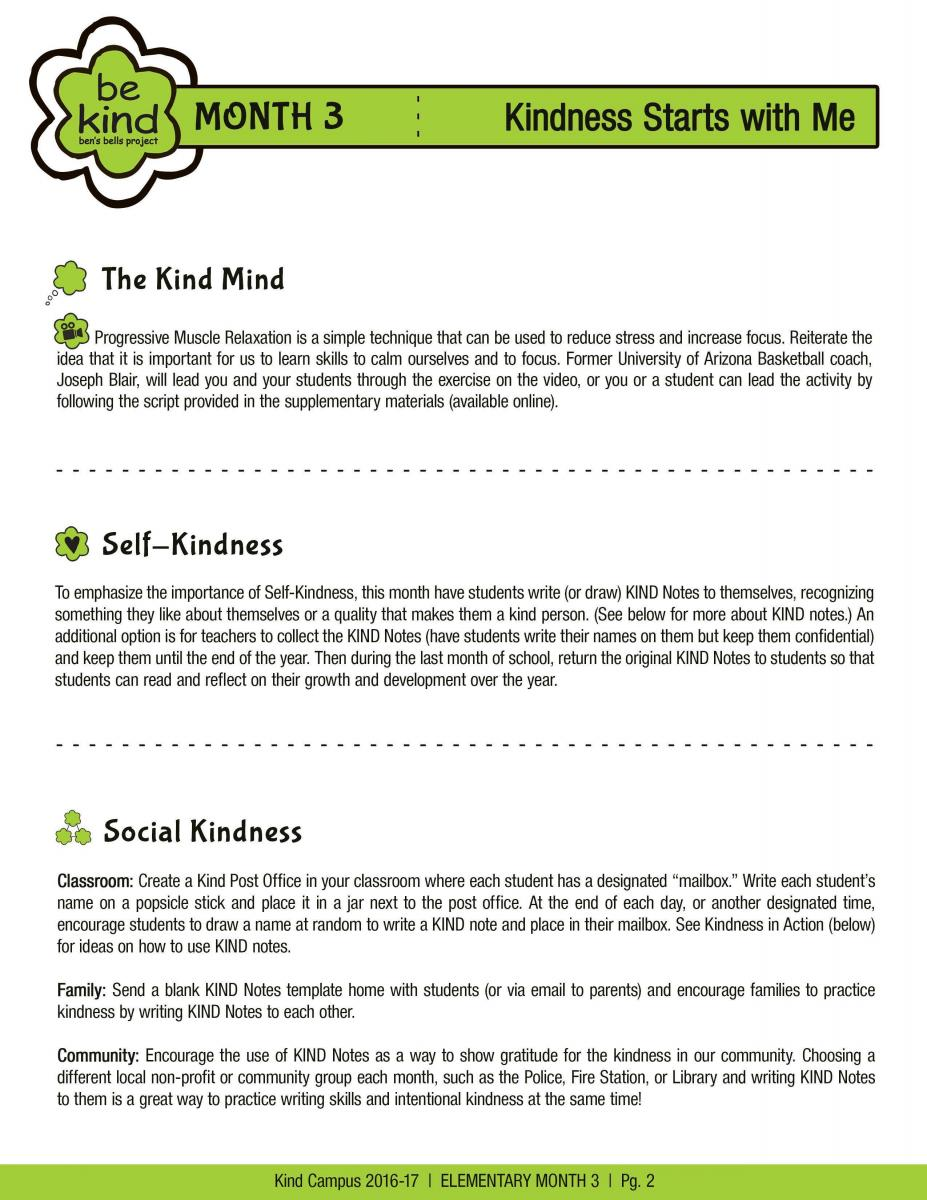 be
kind
ben's bells project
MONTH 3
Kindness Starts with Me
The Kind Mind
Progressive Muscle Relaxation is a simple technique that can be used to reduce stress and increase focus. Reiterate the
idea that it is important for us to learn skills to calm ourselves and to focus. Former University of Arizona Basketball coach,
Joseph Blair, will lead you and your students through the exercise on the video, or you or a student can lead the activity by
following the script provided in the supplementary materials (available online).
Self-Kindness
To emphasize the importance of Self-Kindness, this month have students write (or draw) KIND Notes to themselves, recognizing
something they like about themselves or a quality that makes them a kind person. (See below for more about KIND notes.) An
additional option is for teachers to collect the KIND Notes (have students write their names on them but keep them confidential)
and keep them until the end of the year. Then during the last month of school, return the original KIND Notes to students so that
students can read and reflect on their growth and development over the year.
Social Kindness
Classroom: Create a Kind Post Office in your classroom where each student has a designated “mailbox.” Write each student’s
name on a popsicle stick and place it in a jar next to the post office. At the end of each day, or another designated time,
encourage students to draw a name at random to write a KIND note and place in their mailbox. See Kindness in Action (below)
for ideas on how to use KIND notes.
Family: Send a blank KIND Notes template home with students (or via email to parents) and encourage families to practice
kindness by writing KIND Notes to each other.
Community: Encourage the use of KIND Notes as a way to show gratitude for the kindness in our community. Choosing a
different local non-profit or community group each month, such as the Police, Fire Station, or Library and writing KIND Notes
to them is a great way to practice writing skills and intentional kindness at the same time!
Kind Campus 2016-17 | ELEMENTARY MONTH 3 | Pg. 2